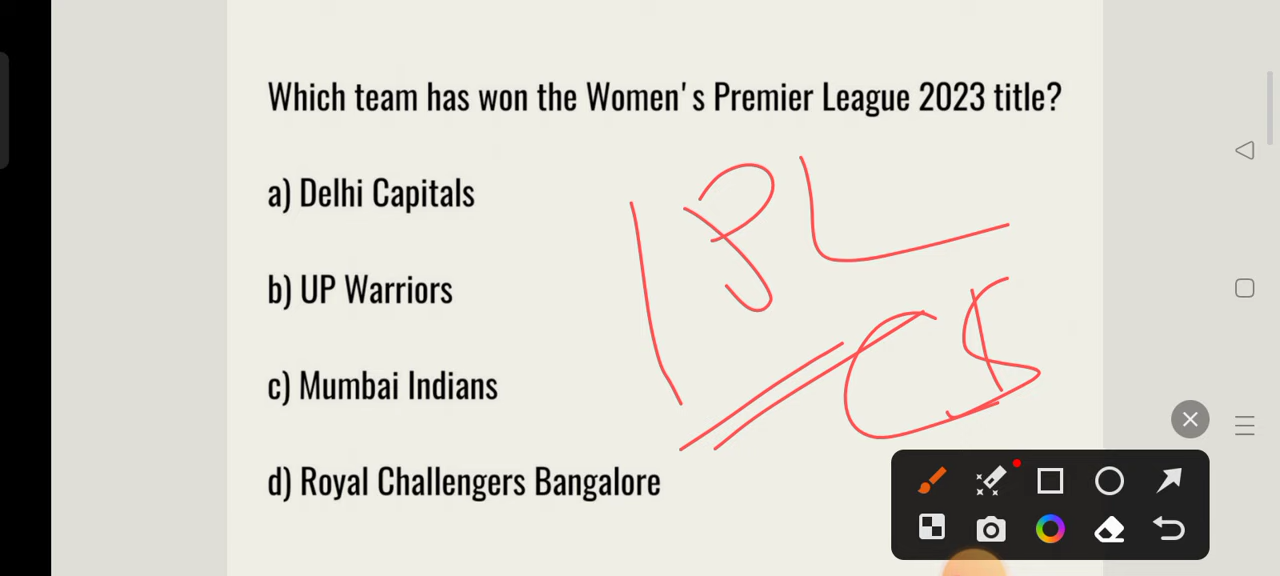 Which team has won the Women's Premier League 2023 title?
a) Delhi Capitals
IPL
b) UP Warriors
c) Mumbai Indians
d) Royal Challengers Bangalore